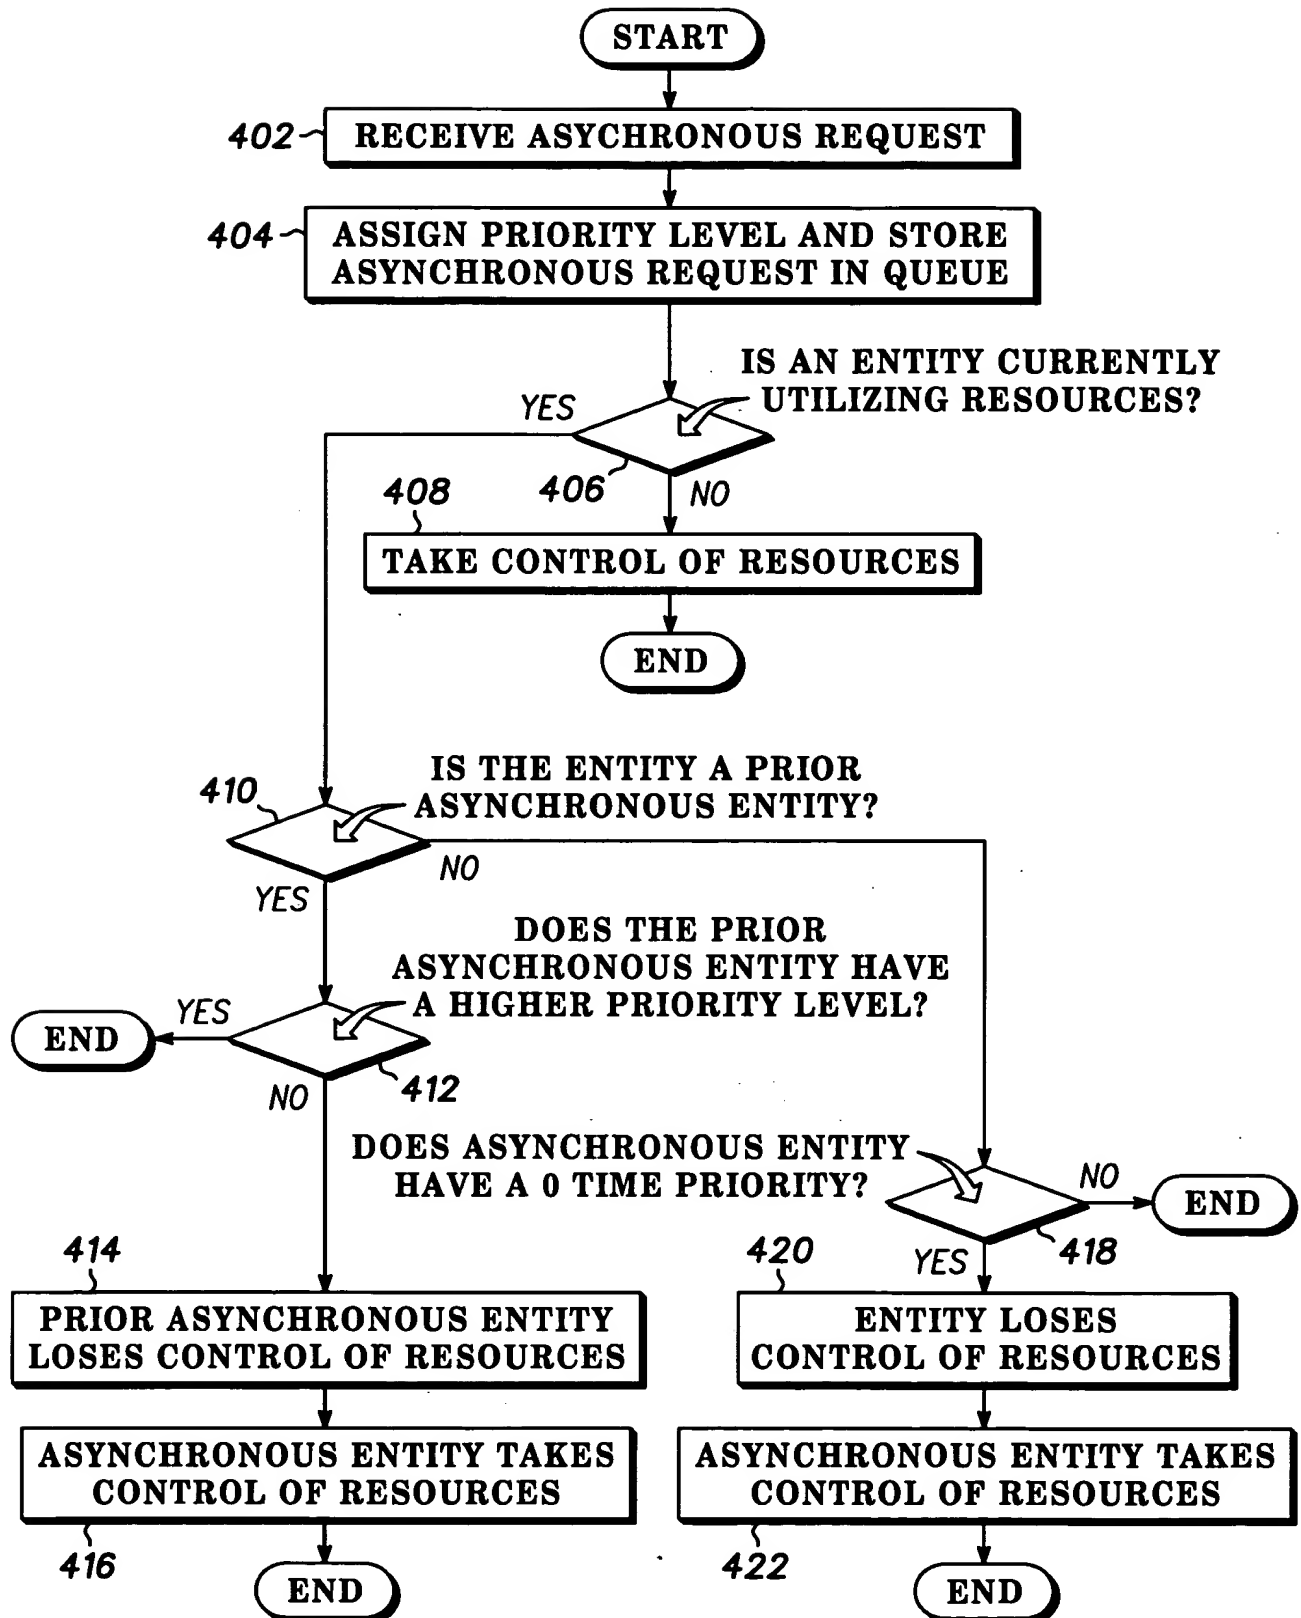 START
402
RECEIVE ASYCHRONOUS REQUEST
404
ASSIGN PRIORITY LEVEL AND STORE
ASYNCHRONOUS REQUEST IN QUEUE
IS AN ENTITY CURRENTLY
UTILIZING RESOURCES?
YES
406
NO
408
TAKE CONTROL OF RESOURCES
END
410
IS THE ENTITY A PRIOR
ASYNCHRONOUS ENTITY?
NO
YES
DOES THE PRIOR
ASYNCHRONOUS ENTITY HAVE
A HIGHER PRIORITY LEVEL?
YES
END
412
NO
DOES ASYNCHRONOUS ENTITY
HAVE A 0 TIME PRIORITY?
NO
END
418
YES
414
PRIOR ASYNCHRONOUS ENTITY
LOSES CONTROL OF RESOURCES
420
ENTITY LOSES
CONTROL OF RESOURCES
ASYNCHRONOUS ENTITY TAKES
CONTROL OF RESOURCES
416
END
ASYNCHRONOUS ENTITY TAKES
CONTROL OF RESOURCES
422
END